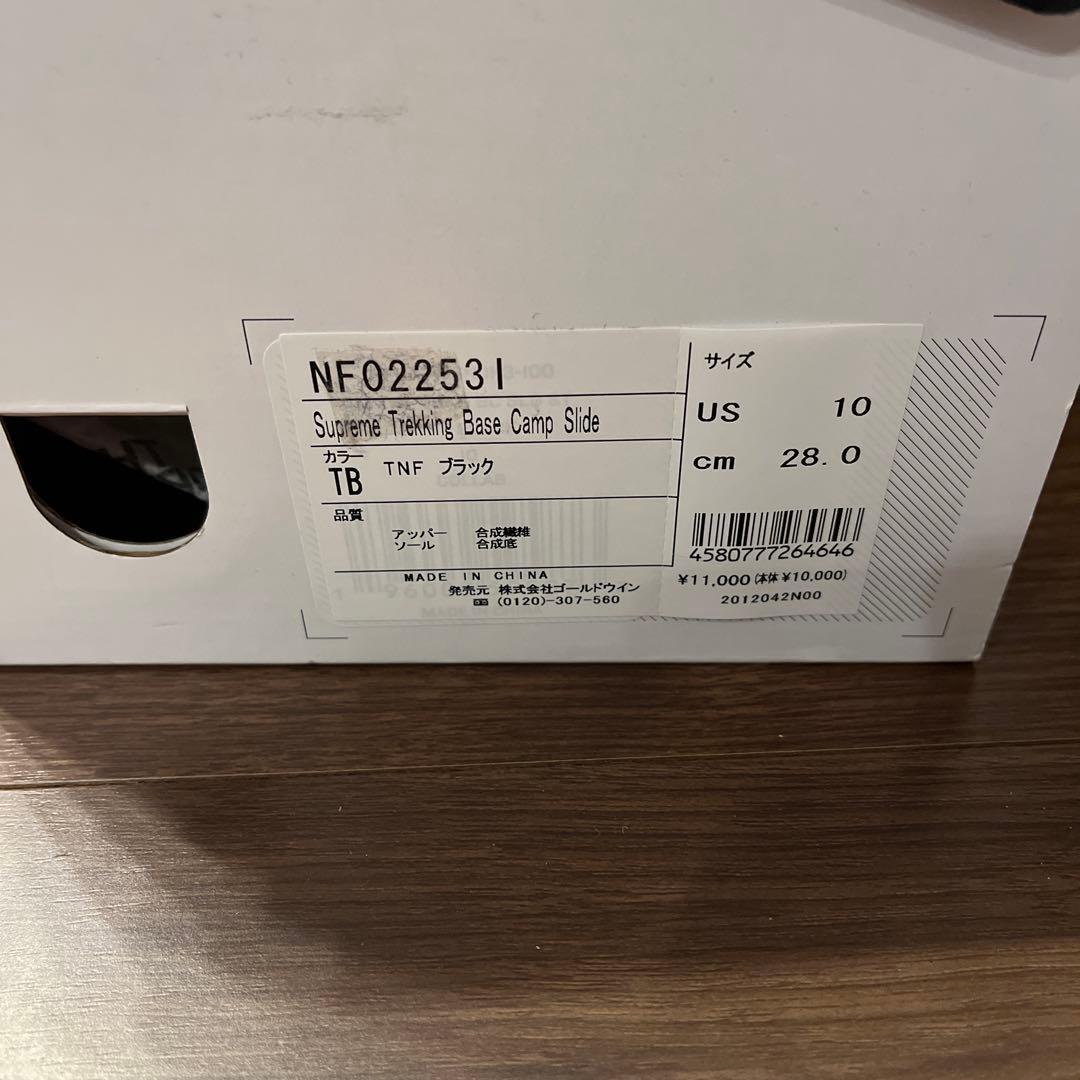 NF02253I
Supreme Trekking Base Camp Slide
カラー
TB TNF ブラック
品質
アッパー 合成繊維
ソール 合成底
MADE IN CHINA
発売元 株式会社ゴールドウイン
(0120)-307-560
サイズ
US 10
cm 28.0
4580777264646
¥11,000(本体¥10,000)
2012042N00